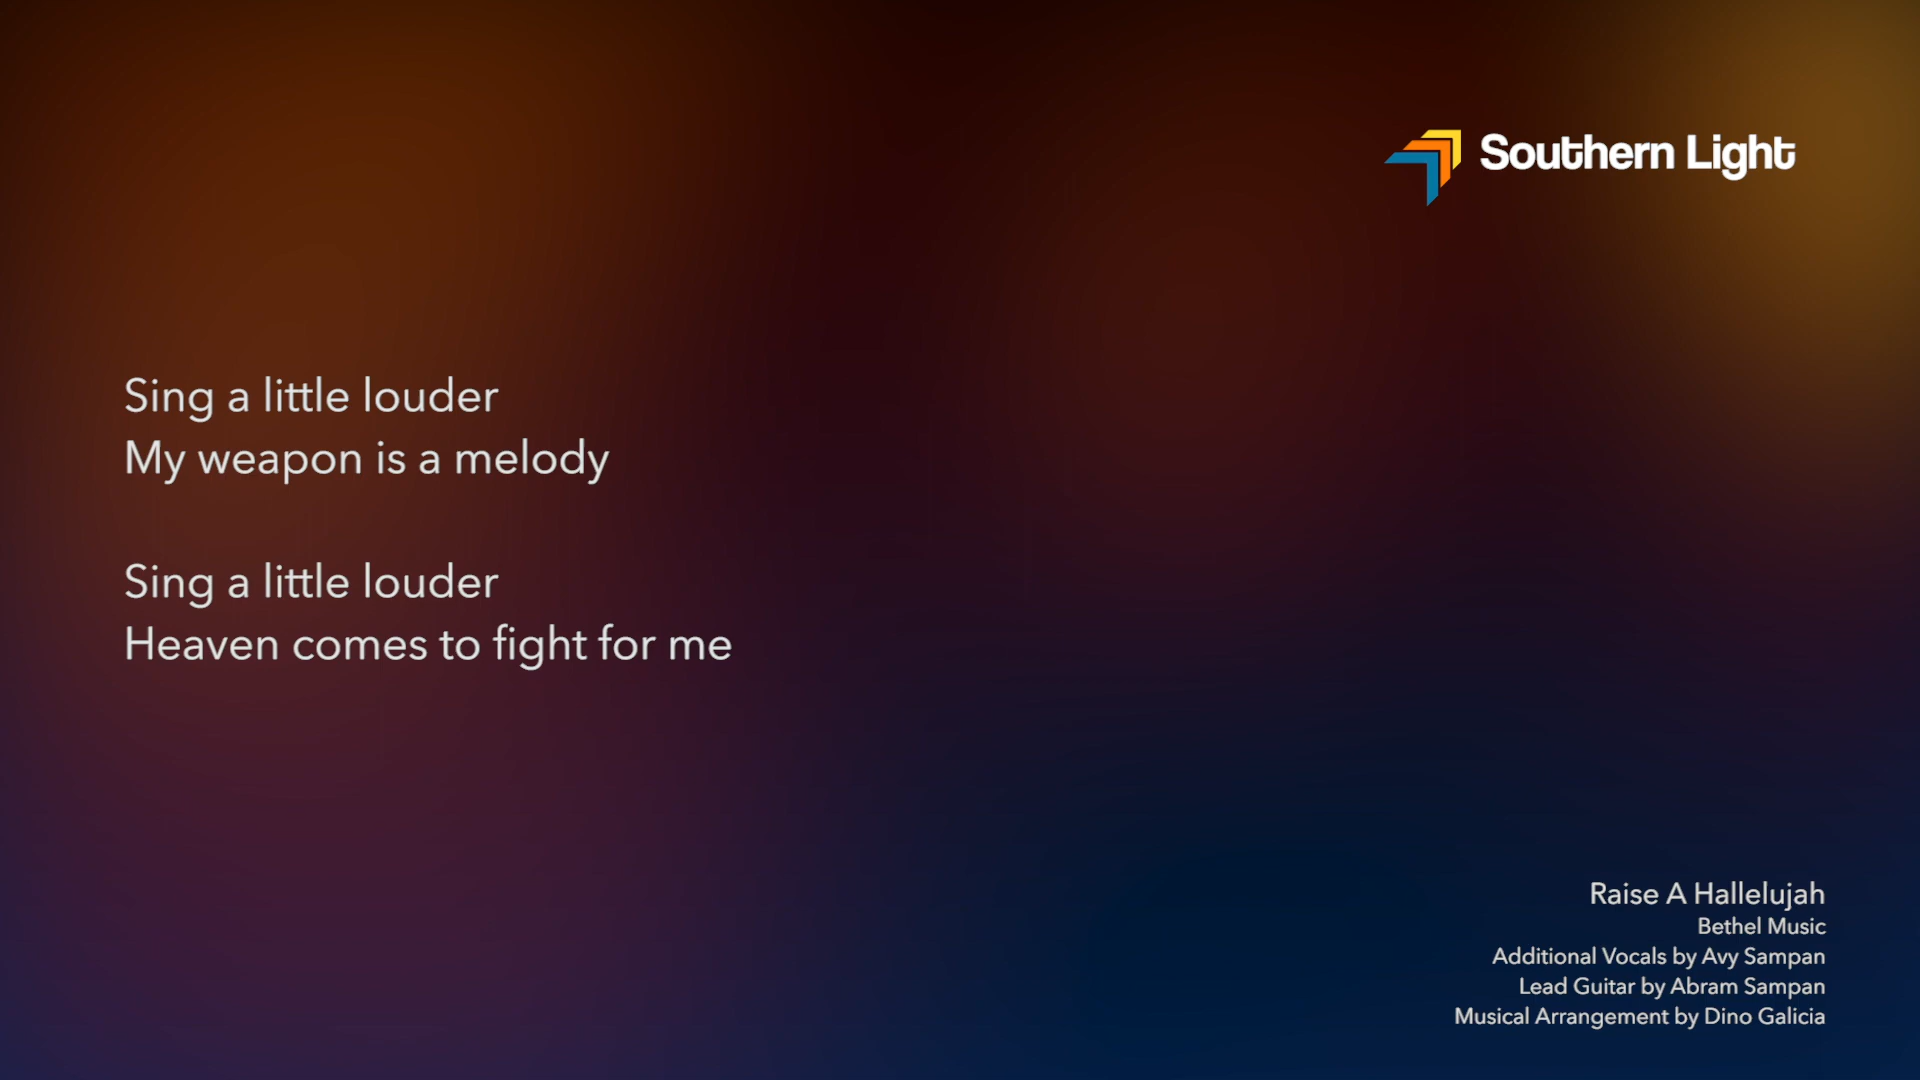 Southern Light
Sing a little louder
My weapon is a melody
Sing a little louder
Heaven comes to fight for me
Raise A Hallelujah
Bethel Music
Additional Vocals by Avy Sampan
Lead Guitar by Abram Sampan
Musical Arrangement by Dino Galicia